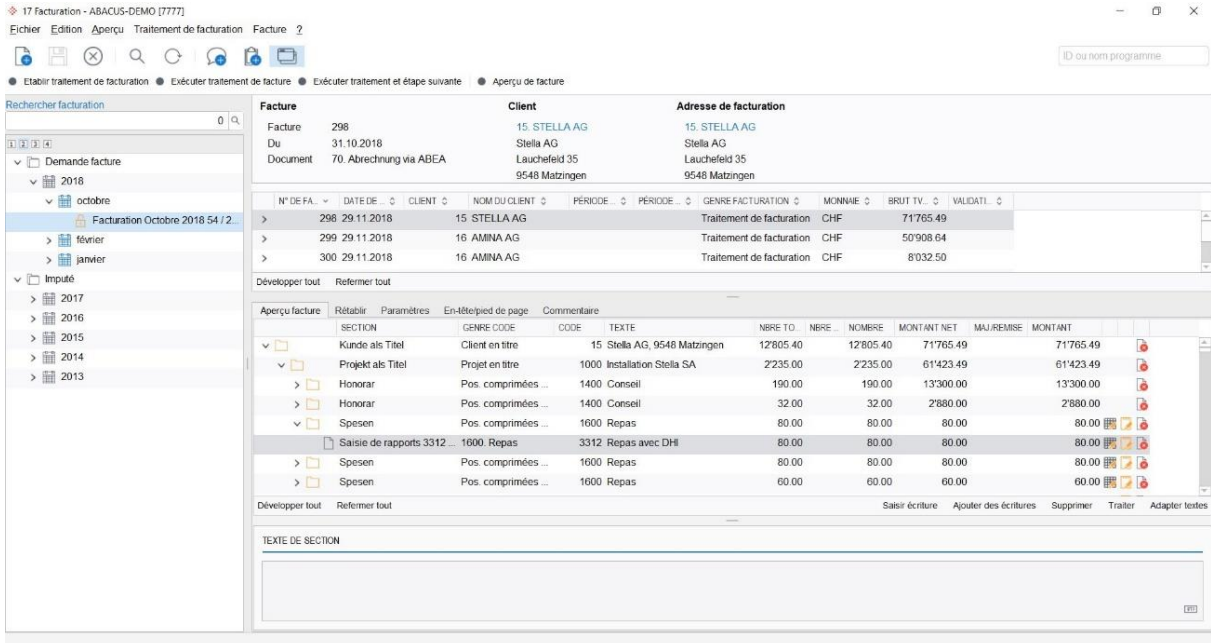 17 Facturation - ABACUS-DEMO [7777]
Fichier Edition Aperçu Traitement de facturation Facture ?
ID ou nom programme
Etablir traitement de facturation Exécuter traitement de facture Exécuter traitement et étape suivante Aperçu de facture
Rechercher facturation
0
1 2 3 4
Demande facture
2018
octobre
Facturation Octobre 2018 54 / 2...
février
janvier
Imputé
2017
2016
2015
2014
2013
Facture Client Adresse de facturation
Facture 298 15. STELLA AG 15. STELLA AG
Du 31.10.2018 Stella AG Stella AG
Document 70. Abrechnung via ABEA Lauchefeld 35 Lauchefeld 35
9548 Matzingen 9548 Matzingen
N° DE FA... DATE DE ... CLIENT NOM DU CLIENT PÉRIODE... PÉRIODE... GENRE FACTURATION MONNAIE BRUT TV... VALIDATI...
298 29.11.2018 15 STELLA AG Traitement de facturation CHF 71'765.49
299 29.11.2018 16 AMINA AG Traitement de facturation CHF 50'908.64
300 29.11.2018 16 AMINA AG Traitement de facturation CHF 8'032.50
Développer tout Refermer tout
Aperçu facture Rétablir Paramètres En-tête/pied de page Commentaire
SECTION GENRE CODE CODE TEXTE NBRE TO... NBRE ... NOMBRE MONTANT NET MAJ./REMISE MONTANT
Kunde als Titel Client en titre 15 Stella AG, 9548 Matzingen 12'805.40 12'805.40 71'765.49 71'765.49
Projekt als Titel Projet en titre 1000 Installation Stella SA 2'235.00 2'235.00 61'423.49 61'423.49
Honorar Pos. comprimées ... 1400 Conseil 190.00 190.00 13'300.00 13'300.00
Honorar Pos. comprimées ... 1400 Conseil 32.00 32.00 2'880.00 2'880.00
Spesen Pos. comprimées ... 1600 Repas 80.00 80.00 80.00 80.00
Saisie de rapports 3312 ... 1600. Repas 3312 Repas avec DHI 80.00 80.00 80.00 80.00
Spesen Pos. comprimées ... 1600 Repas 80.00 80.00 80.00 80.00
Spesen Pos. comprimées ... 1600 Repas 60.00 60.00 60.00 60.00
Développer tout Refermer tout Saisir écriture Ajouter des écritures Supprimer Traiter Adapter textes
TEXTE DE SECTION